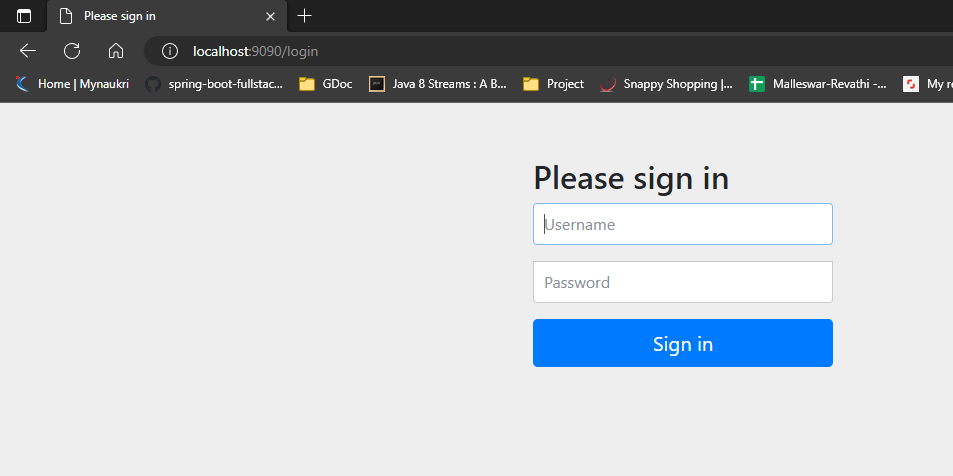 Please sign in
localhost:9090/login
Home | Mynaukri spring-boot-fullstac... GDoc Java 8 Streams : A B... Project Snappy Shopping |... Malleswar-Revathi -... My re
Please sign in
Username
Password
Sign in